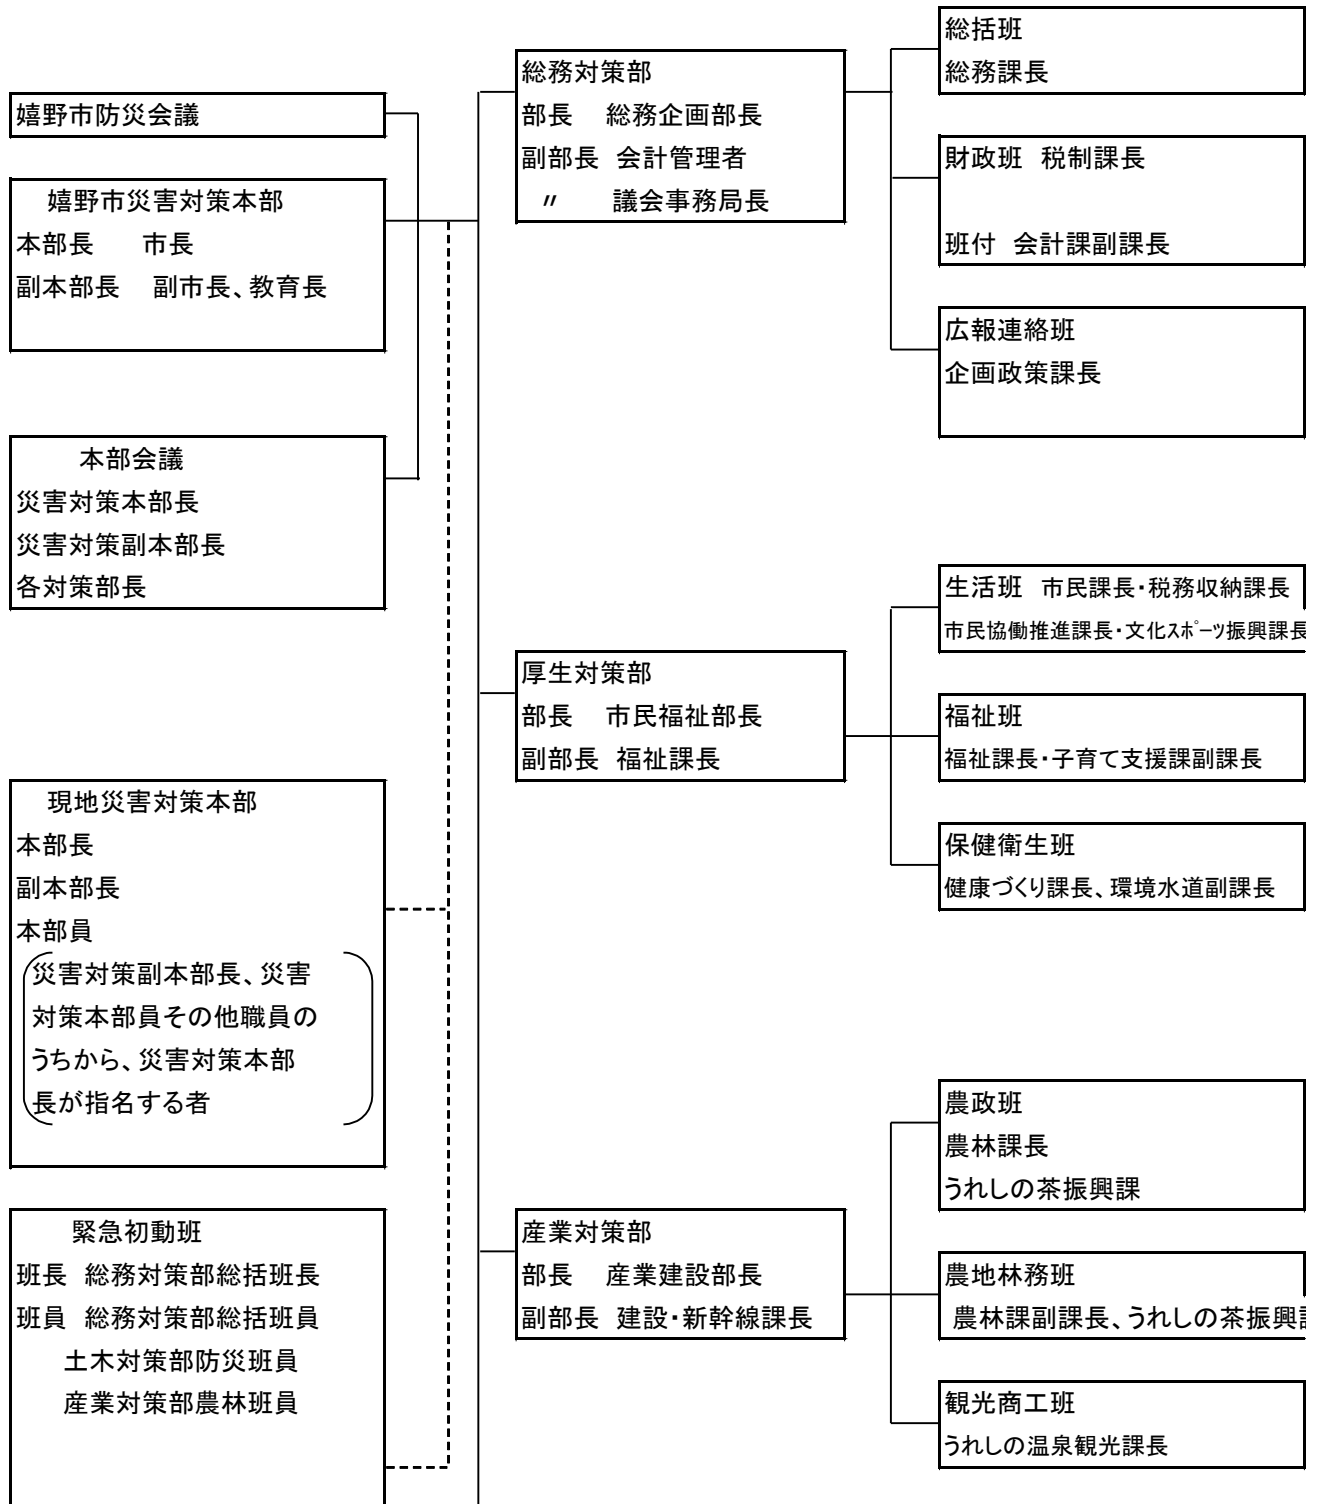 嬉野市防災会議
嬉野市災害対策本部
本部長　市長
副本部長　副市長、教育長
本部会議
災害対策本部長
災害対策副本部長
各対策部長
現地災害対策本部
本部長
副本部長
本部員
災害対策副本部長、災害
対策本部員その他職員の
うちから、災害対策本部
長が指名する者
緊急初動班
班長　総務対策部総括班長
班員　総務対策部総括班員
土木対策部防災班員
産業対策部農林班員
総務対策部
部長　総務企画部長
副部長　会計管理者
〃　議会事務局長
厚生対策部
部長　市民福祉部長
副部長　福祉課長
産業対策部
部長　産業建設部長
副部長　建設・新幹線課長
総括班
総務課長
財政班　税制課長
班付　会計課副課長
広報連絡班
企画政策課長
生活班　市民課長・税務収納課長
市民協働推進課長・文化ｽﾎﾟｰﾂ振興課長
福祉班
福祉課長・子育て支援課副課長
保健衛生班
健康づくり課長、環境水道副課長
農政班
農林課長
うれしの茶振興課
農地林務班
農林課副課長、うれしの茶振興
観光商工班
うれしの温泉観光課長